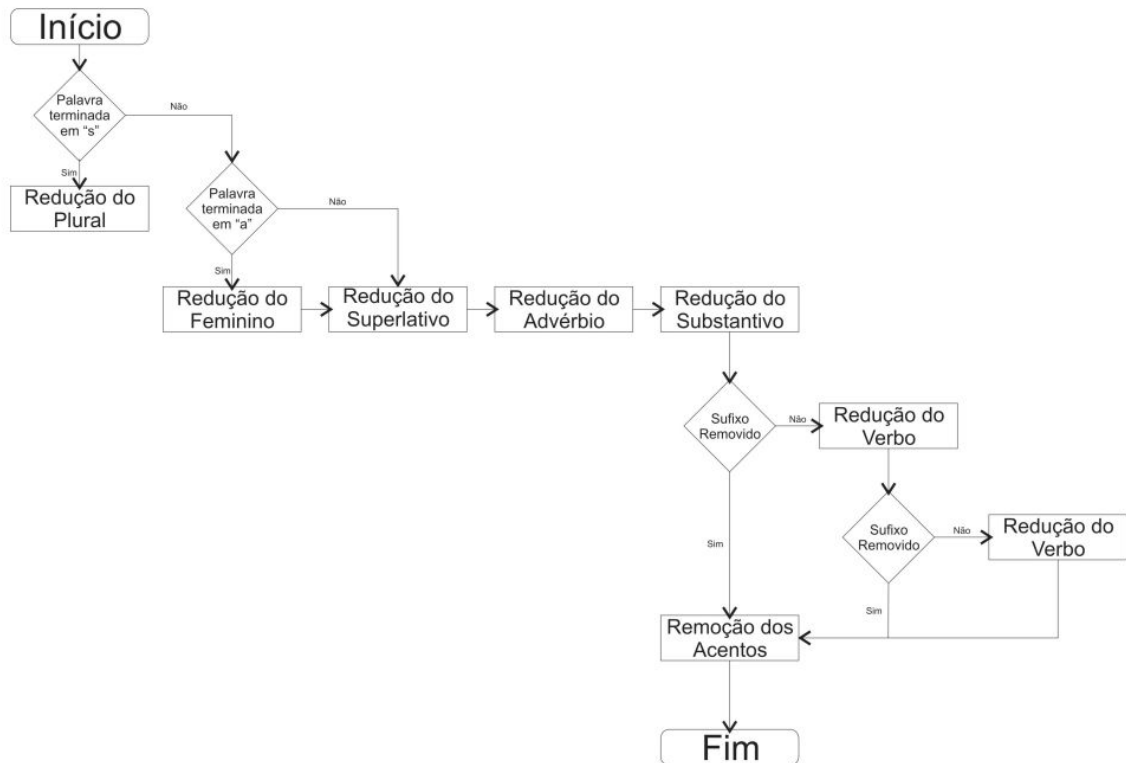 Início
Palavra
terminada
em “s”
Não
Sim
Redução do
Plural
Palavra
terminada
em “a”
Não
Sim
Redução do
Feminino
Redução do
Superlativo
Redução do
Advérbio
Redução do
Substantivo
Sufixo
Removido
Não
Redução do
Verbo
Sim
Sufixo
Removido
Não
Redução do
Verbo
Sim
Remoção dos
Acentos
Fim